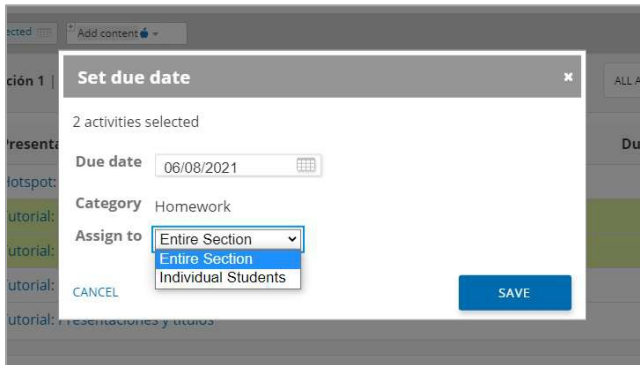 ected
Add content
ción 1 |
Set due date
x
ALL A
2 activities selected
Presenta
Du
Due date 06/08/2021
Hotspot:
Category Homework
utorial:
Assign to Entire Section
Entire Section
utorial:
Individual Students
utorial:
CANCEL
SAVE
utorial: Presentaciones y títulos